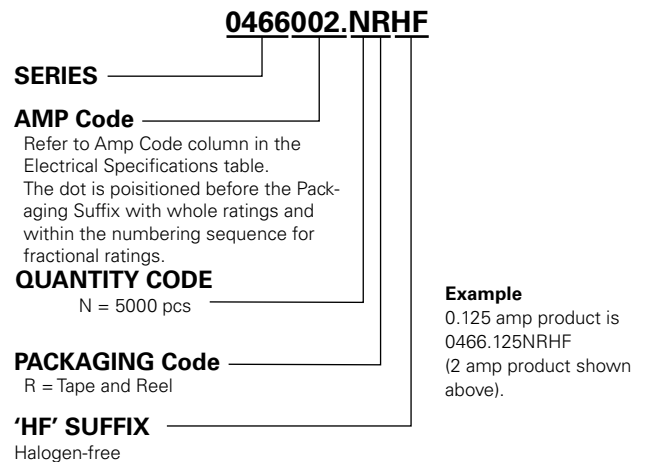 0466002.NRHF
SERIES
AMP Code
Refer to Amp Code column in the
Electrical Specifications table.
The dot is poisitioned before the Pack-
aging Suffix with whole ratings and
within the numbering sequence for
fractional ratings.
QUANTITY CODE
N = 5000 pcs
PACKAGING Code
R = Tape and Reel
'HF' SUFFIX
Halogen-free
Example
0.125 amp product is
0466.125NRHF
(2 amp product shown
above).